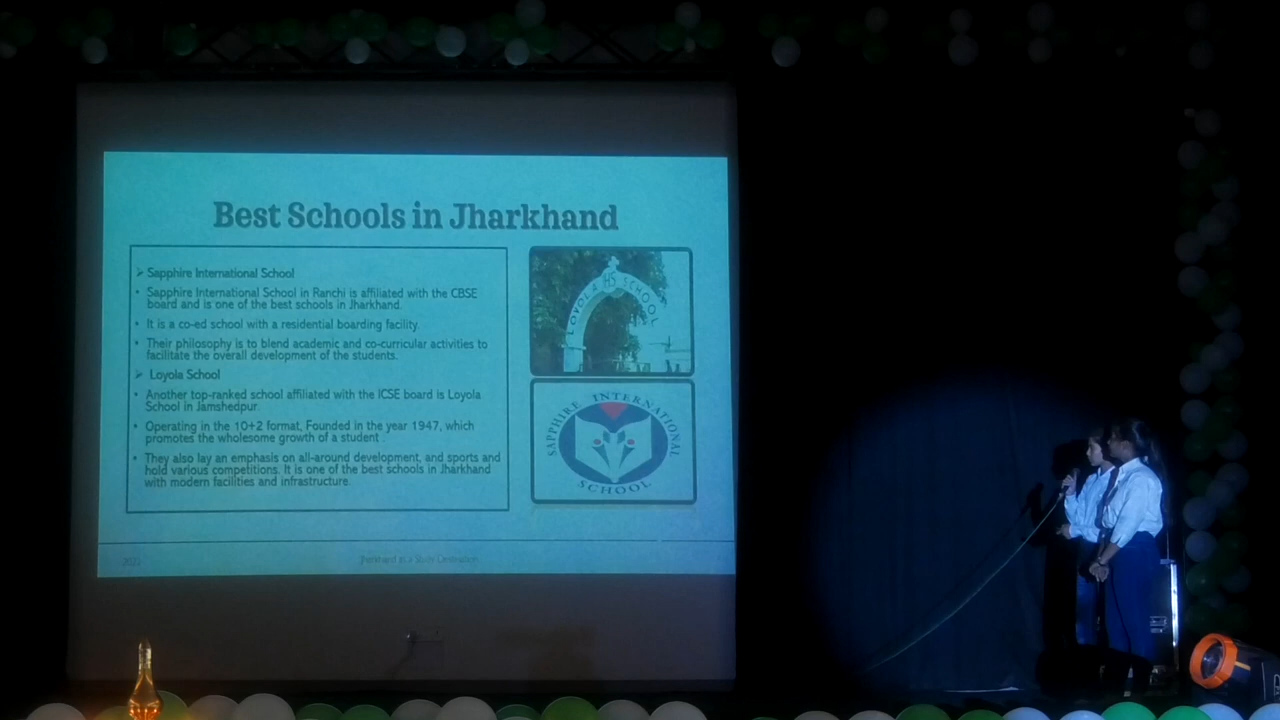 Best Schools in Jharkhand
➢ Sapphire International School
• Sapphire International School in Ranchi is affiliated with the CBSE
board and is one of the best schools in Jharkhand.
• It is a co-ed school with a residential boarding facility.
• Their philosophy is to blend academic and co-curricular activities to
facilitate the overall development of the students.
➢ Loyola School
• Another top-ranked school affiliated with the ICSE board is Loyola
School in Jamshedpur.
• Operating in the 10+2 format, Founded in the year 1947, which
promotes the wholesome growth of a student .
• They also lay an emphasis on all-around development, and sports and
hold various competitions. It is one of the best schools in Jharkhand
with modern facilities and infrastructure.
LOYOLA HS SCHOOL
SAPPHIRE INTERNATIONAL
SCHOOL
Jharkhand as a Study Destination